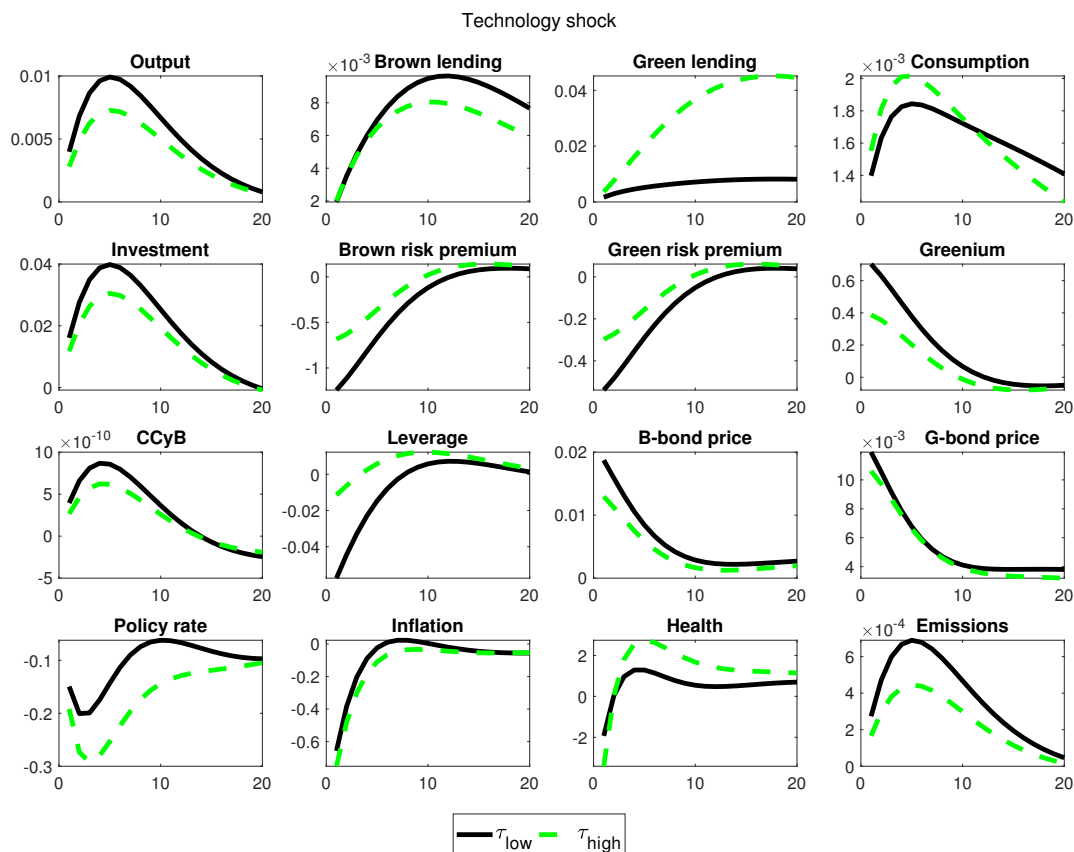 Technology shock
Output
0.01
0.005
0
0 10 20
Brown lending
×10-3
8
6
4
2
0 10 20
Green lending
0.04
0.02
0
0 10 20
Consumption
×10-3
2
1.8
1.6
1.4
0 10 20
Investment
0.04
0.02
0
0 10 20
Brown risk premium
0
-0.5
-1
0 10 20
Green risk premium
0
-0.2
-0.4
0 10 20
Greenium
0.6
0.4
0.2
0
0 10 20
CCyB
×10-10
10
5
0
-5
0 10 20
Leverage
0
-0.02
-0.04
0 10 20
B-bond price
0.02
0.01
0
0 10 20
G-bond price
×10-3
10
8
6
4
0 10 20
Policy rate
-0.1
-0.2
-0.3
0 10 20
Inflation
0
-0.2
-0.4
-0.6
0 10 20
Health
2
0
-2
0 10 20
Emissions
×10-4
6
4
2
0
0 10 20
τlow τhigh